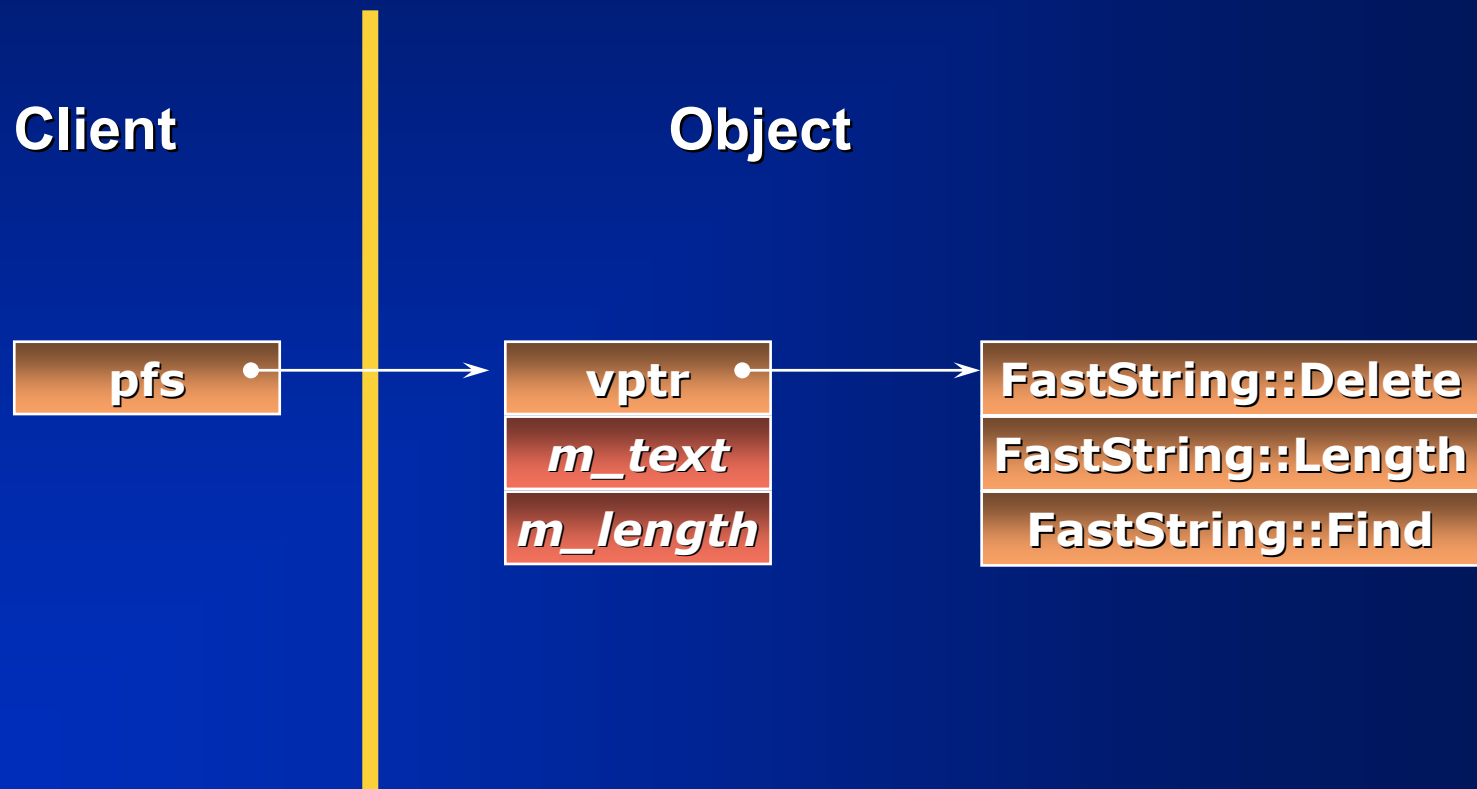 Client
Object
pfs
vptr
m_text
m_length
FastString::Delete
FastString::Length
FastString::Find